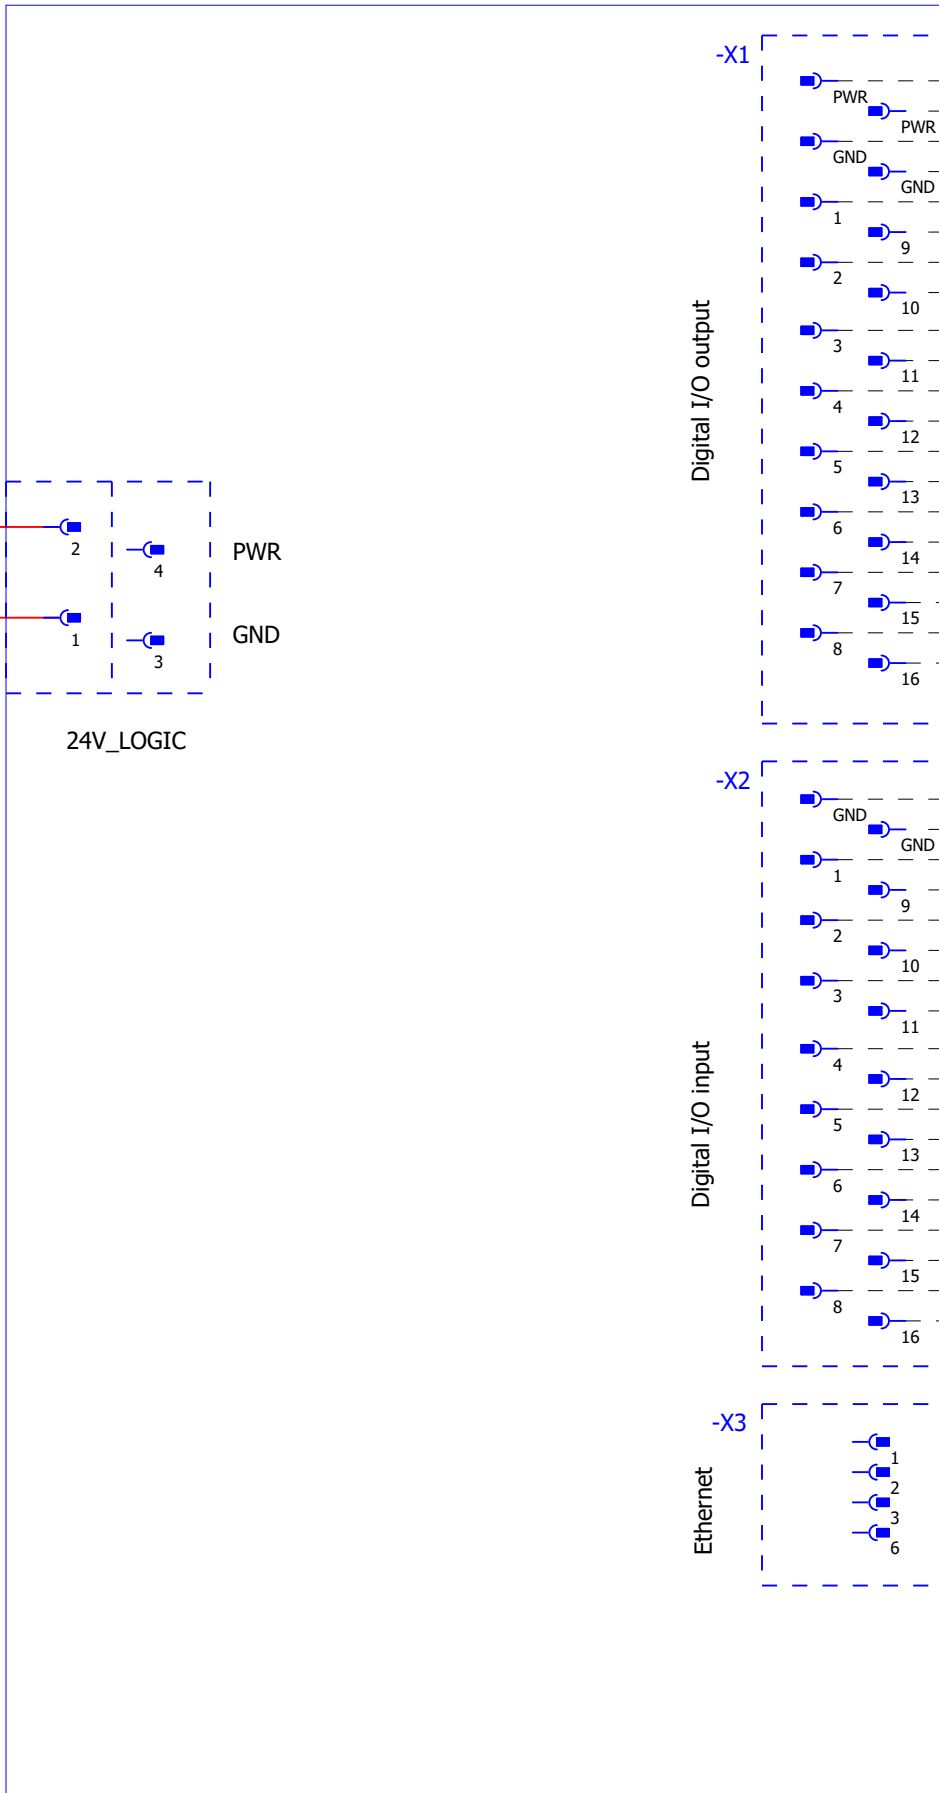 -X1
PWR
PWR
GND
GND
1
9
2
10
3
11
4
12
5
13
6
14
7
15
8
16
Digital I/O output
2
4
PWR
1
3
GND
24V_LOGIC
-X2
GND
GND
1
9
2
10
3
11
4
12
5
13
6
14
7
15
8
16
Digital I/O input
-X3
1
2
3
6
Ethernet